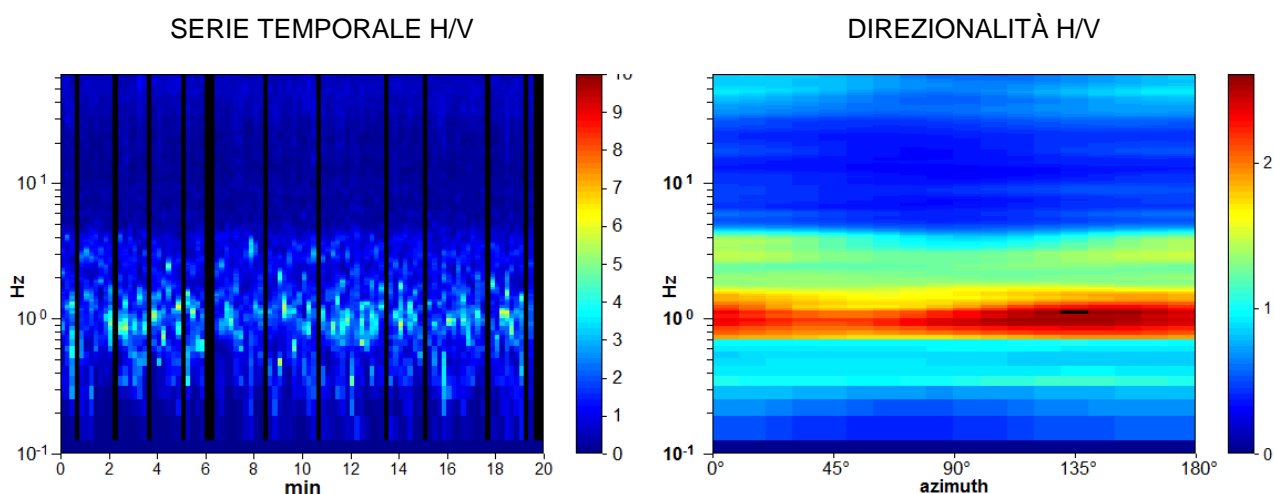 SERIE TEMPORALE H/V
DIREZIONALITÀ H/V
10
9
8
7
6
5
4
3
2
1
0
Hz
10¹
10⁰
10⁻¹
0 2 4 6 8 10 12 14 16 18 20
min
2
1
0
Hz
10¹
10⁰
10⁻¹
0° 45° 90° 135° 180°
azimuth